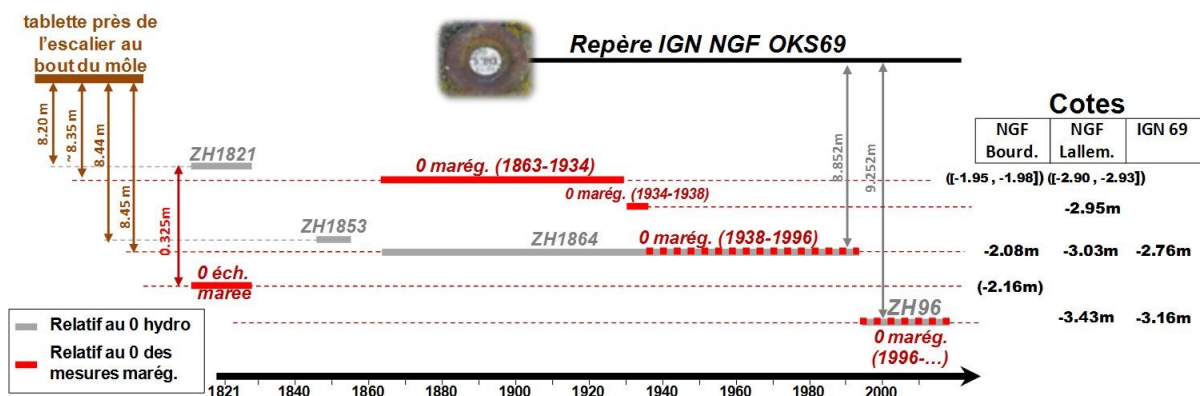 tablette près de
l'escalier au
bout du môle
Repère IGN NGF OKS69
8.20 m
~ 8.35 m
8.44 m
8.45 m
0.325m
ZH1821
0 marég. (1863-1934)
0 marég. (1934-1938)
ZH1853
ZH1864
0 marég. (1938-1996)
0 éch.
marée
8.852m
9.252m
ZH96
0 marég.
(1996-...)
Cotes
NGF
Bourd.
NGF
Lallem.
IGN 69
([-1.95 , -1.98]) ([-2.90 , -2.93])
-2.95m
-2.08m -3.03m -2.76m
(-2.16m)
-3.43m -3.16m
Relatif au 0 hydro
Relatif au 0 des
mesures marég.
1821 1840 1860 1880 1900 1920 1940 1960 1980 2000